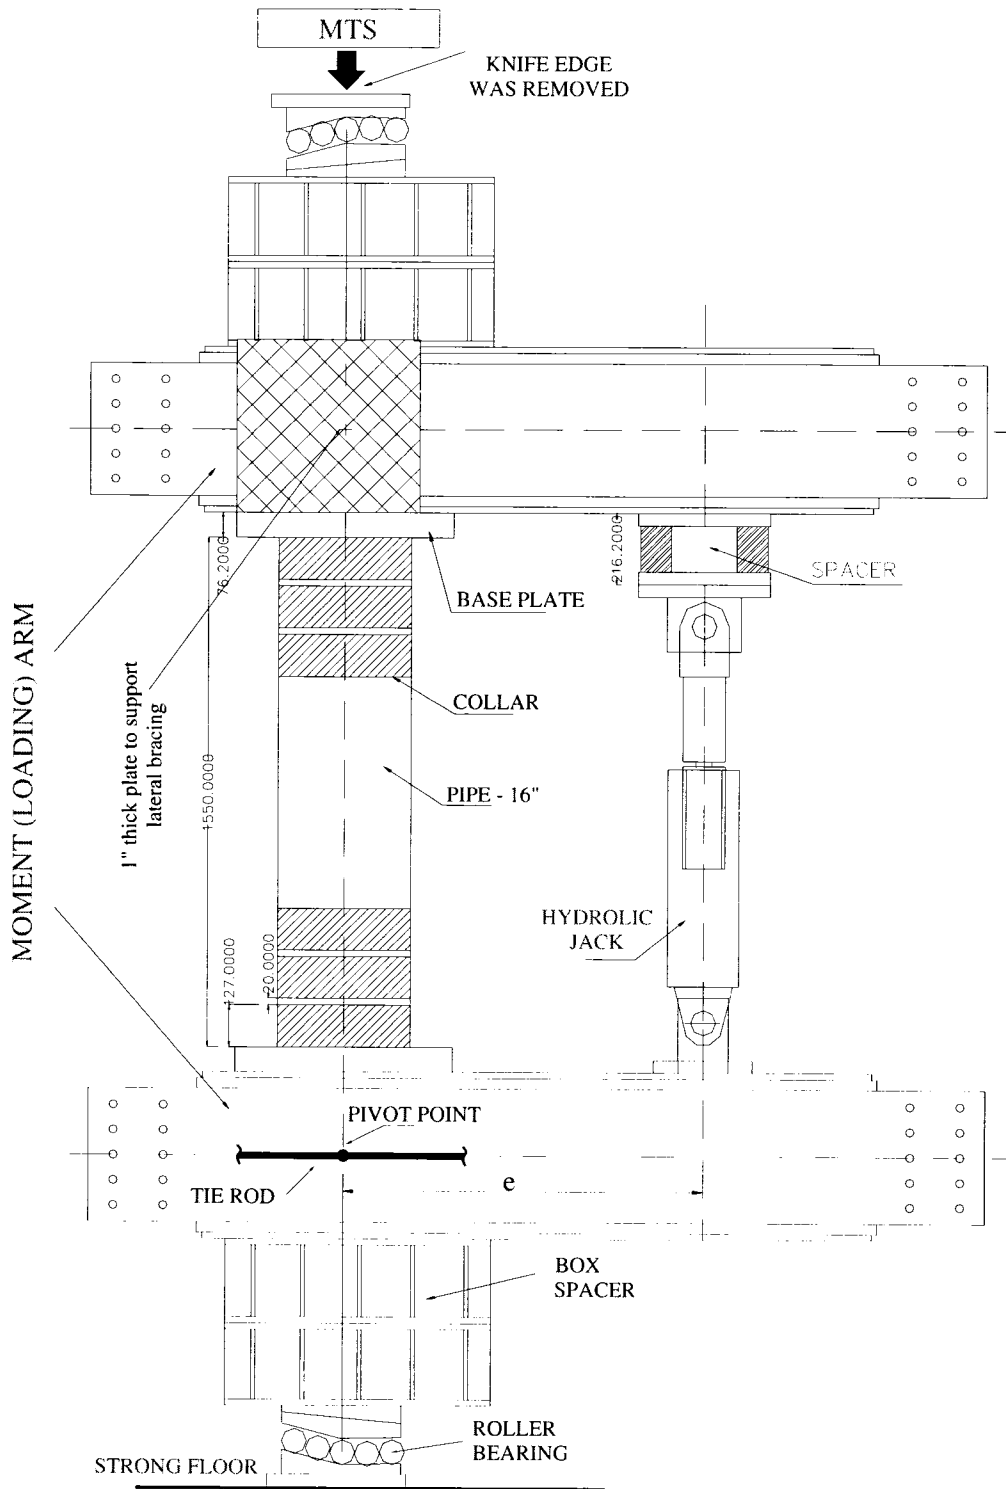 MTS
KNIFE EDGE
WAS REMOVED
76.2000
216.2000
SPACER
BASE PLATE
MOMENT (LOADING) ARM
1" thick plate to support
lateral bracing
COLLAR
1550.0000
PIPE - 16"
HYDROLIC
JACK
127.0000
20.0000
PIVOT POINT
TIE ROD
e
BOX
SPACER
ROLLER
BEARING
STRONG FLOOR